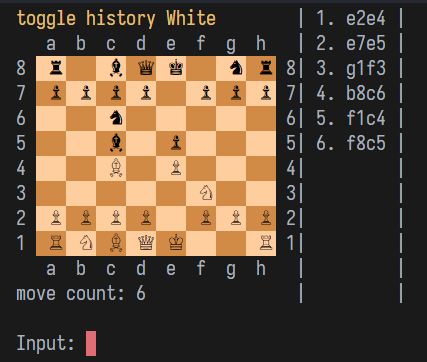 toggle history White
a b c d e f g h
8 ♜ ♝ ♛ ♚ ♞ ♜ 8
7 ♟ ♟ ♟ ♟ ♟ ♟ ♟ 7
6 ♞ 6
5 ♝ ♟ 5
4 ♗ ♙ 4
3 ♘ 3
2 ♙ ♙ ♙ ♙ ♙ ♙ ♙ 2
1 ♖ ♘ ♗ ♕ ♔ ♖ 1
a b c d e f g h
move count: 6
Input:
1. e2e4
2. e7e5
3. g1f3
4. b8c6
5. f1c4
6. f8c5